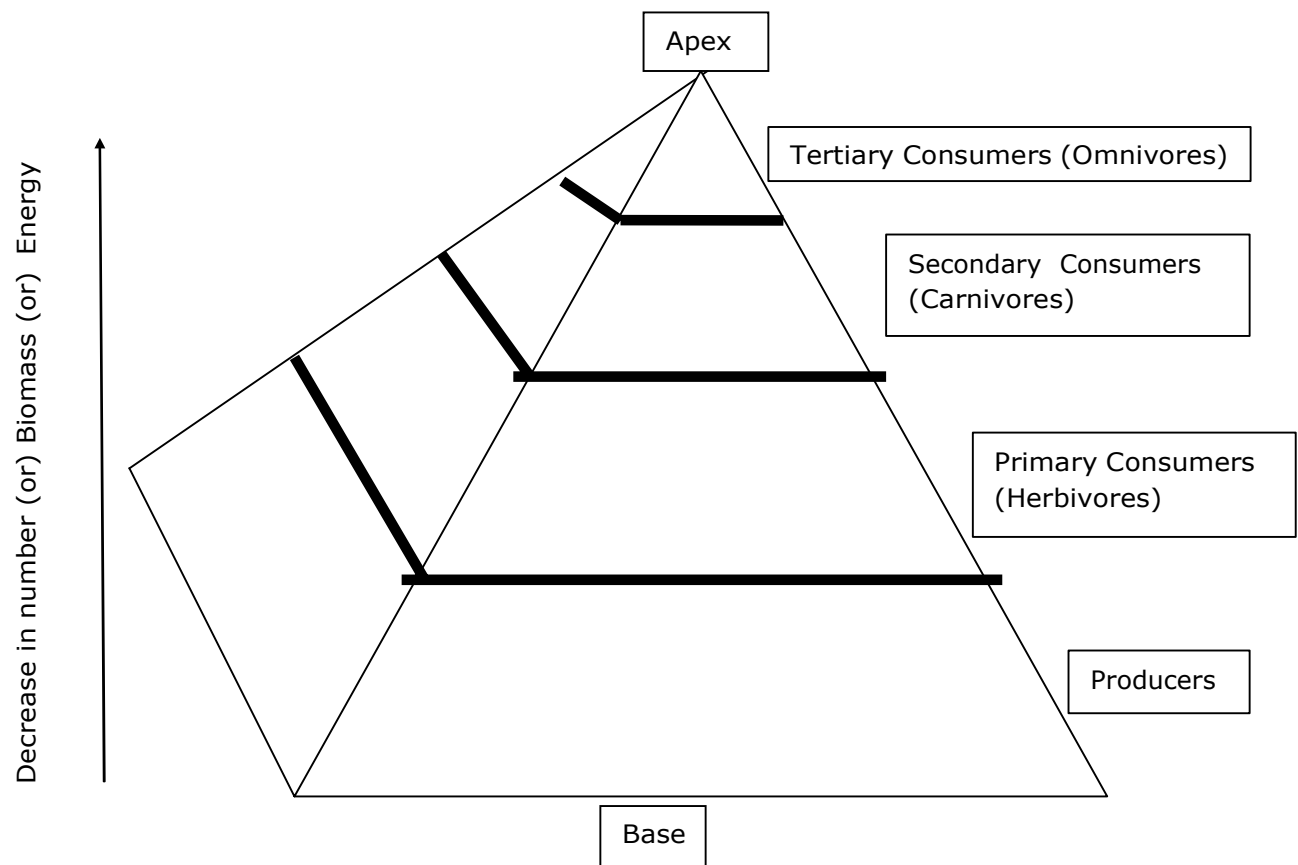 Apex
Tertiary Consumers (Omnivores)
Decrease in number (or) Biomass (or) Energy
Secondary Consumers
(Carnivores)
Primary Consumers
(Herbivores)
Producers
Base